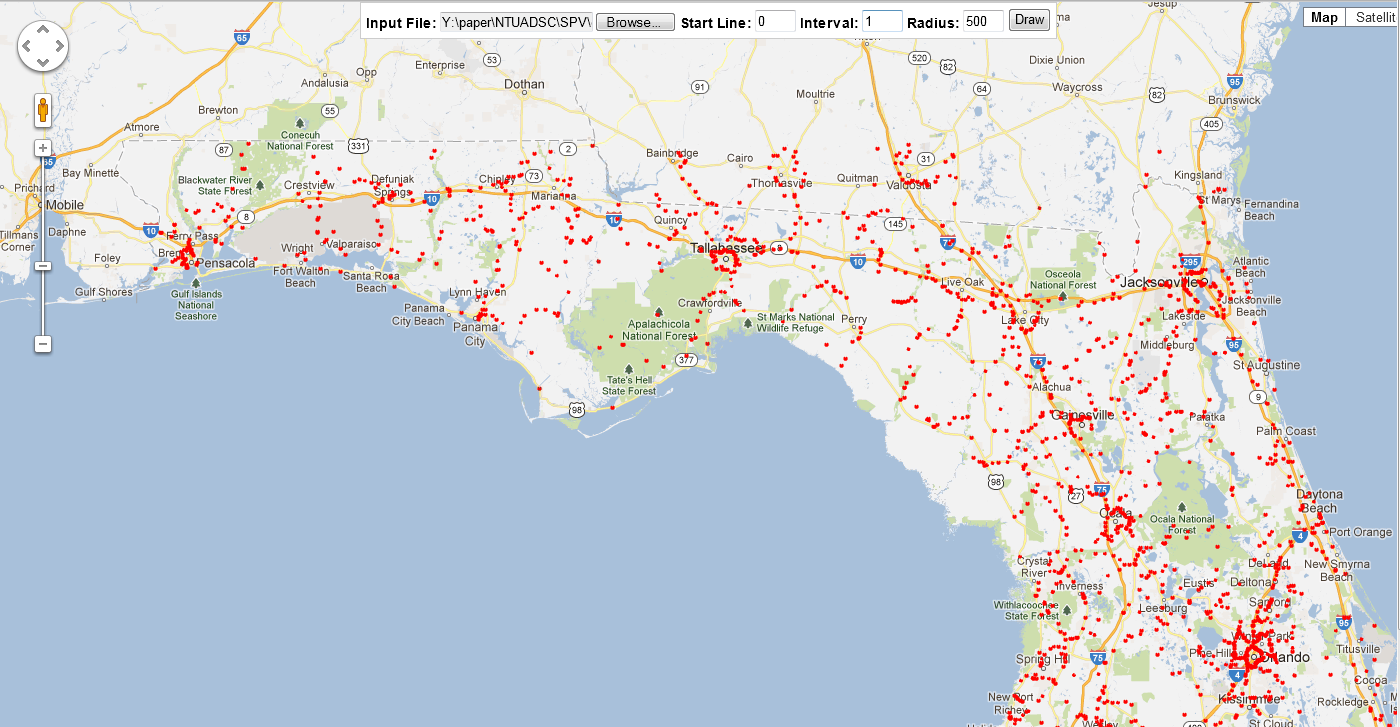 Input File: Y:\paper\NTUADSC\SPV\ Browse... Start Line: 0 Interval: 1 Radius: 500 Draw
Map Satellit
Jesup
65
Enterprise
53
Opp
Andalusia
Dothan
91
520
82
Dixie Union
Moultrie
64
Waycross
82
95
Brunswick
Brewton
55
Atmore
Conecuh
National Forest
331
87
2
405
65
Bay Minette
Bainbridge
Cairo
31
Blackwater River
State Forest
Crestview
Defuniak
Springs
Chipley
73
Marianna
Thomasville
Quitman
Valdosta
Kingsland
Prichard
Mobile
10
St Marys
Fernandina
Beach
Tillmans
Corner
Daphne
10
8
10
Quincy
145
Ferry Pass
Wright
Valparaiso
Tallahassee
10
Foley
Brent
Pensacola
Fort Walton
Beach
Santa Rosa
Beach
295
Atlantic
Beach
Gulf Shores
Gulf Islands
National
Seashore
Lynn Haven
Live Oak
Osceola
National Forest
Jacksonville
Jacksonville
Beach
Panama
City Beach
Panama
City
Crawfordville
Apalachicola
National Forest
St Marks National
Wildlife Refuge
Perry
Lake City
Lakeside
Middleburg
95
377
75
St Augustine
Tate's Hell
State Forest
Alachua
98
9
Gainesville
Palatka
Palm Coast
98
27
75
Daytona
Beach
Ocala
Ocala National
Forest
Port Orange
4
Crystal
River
DeLand
New Smyrna
Beach
Inverness
Eustis
Deltona
Withlacoochee
State Forest
Leesburg
Sanford
95
Winter Park
Titusville
Spring Hill
75
Pine Hills
Orlando
4
Cocoa
New Port
Richey
Kissimmee
Rockledge
Wesley
St Cloud